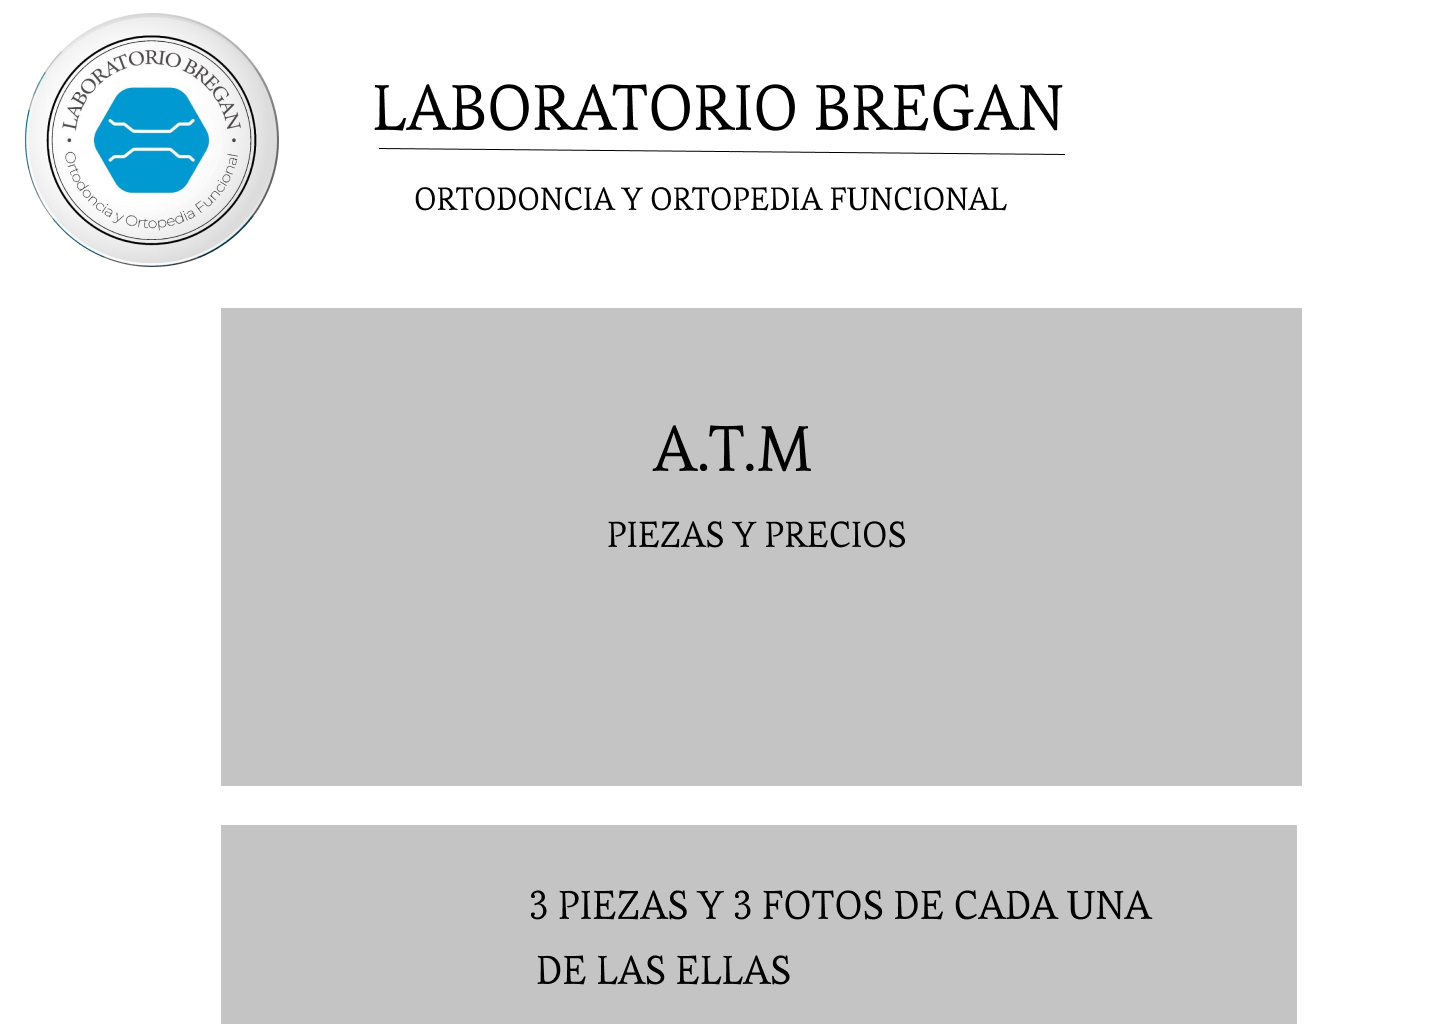 LABORATORIO BREGAN
Ortodoncia y Ortopedia Funcional
LABORATORIO BREGAN
ORTODONCIA Y ORTOPEDIA FUNCIONAL
A.T.M
PIEZAS Y PRECIOS
3 PIEZAS Y 3 FOTOS DE CADA UNA
DE LAS ELLAS